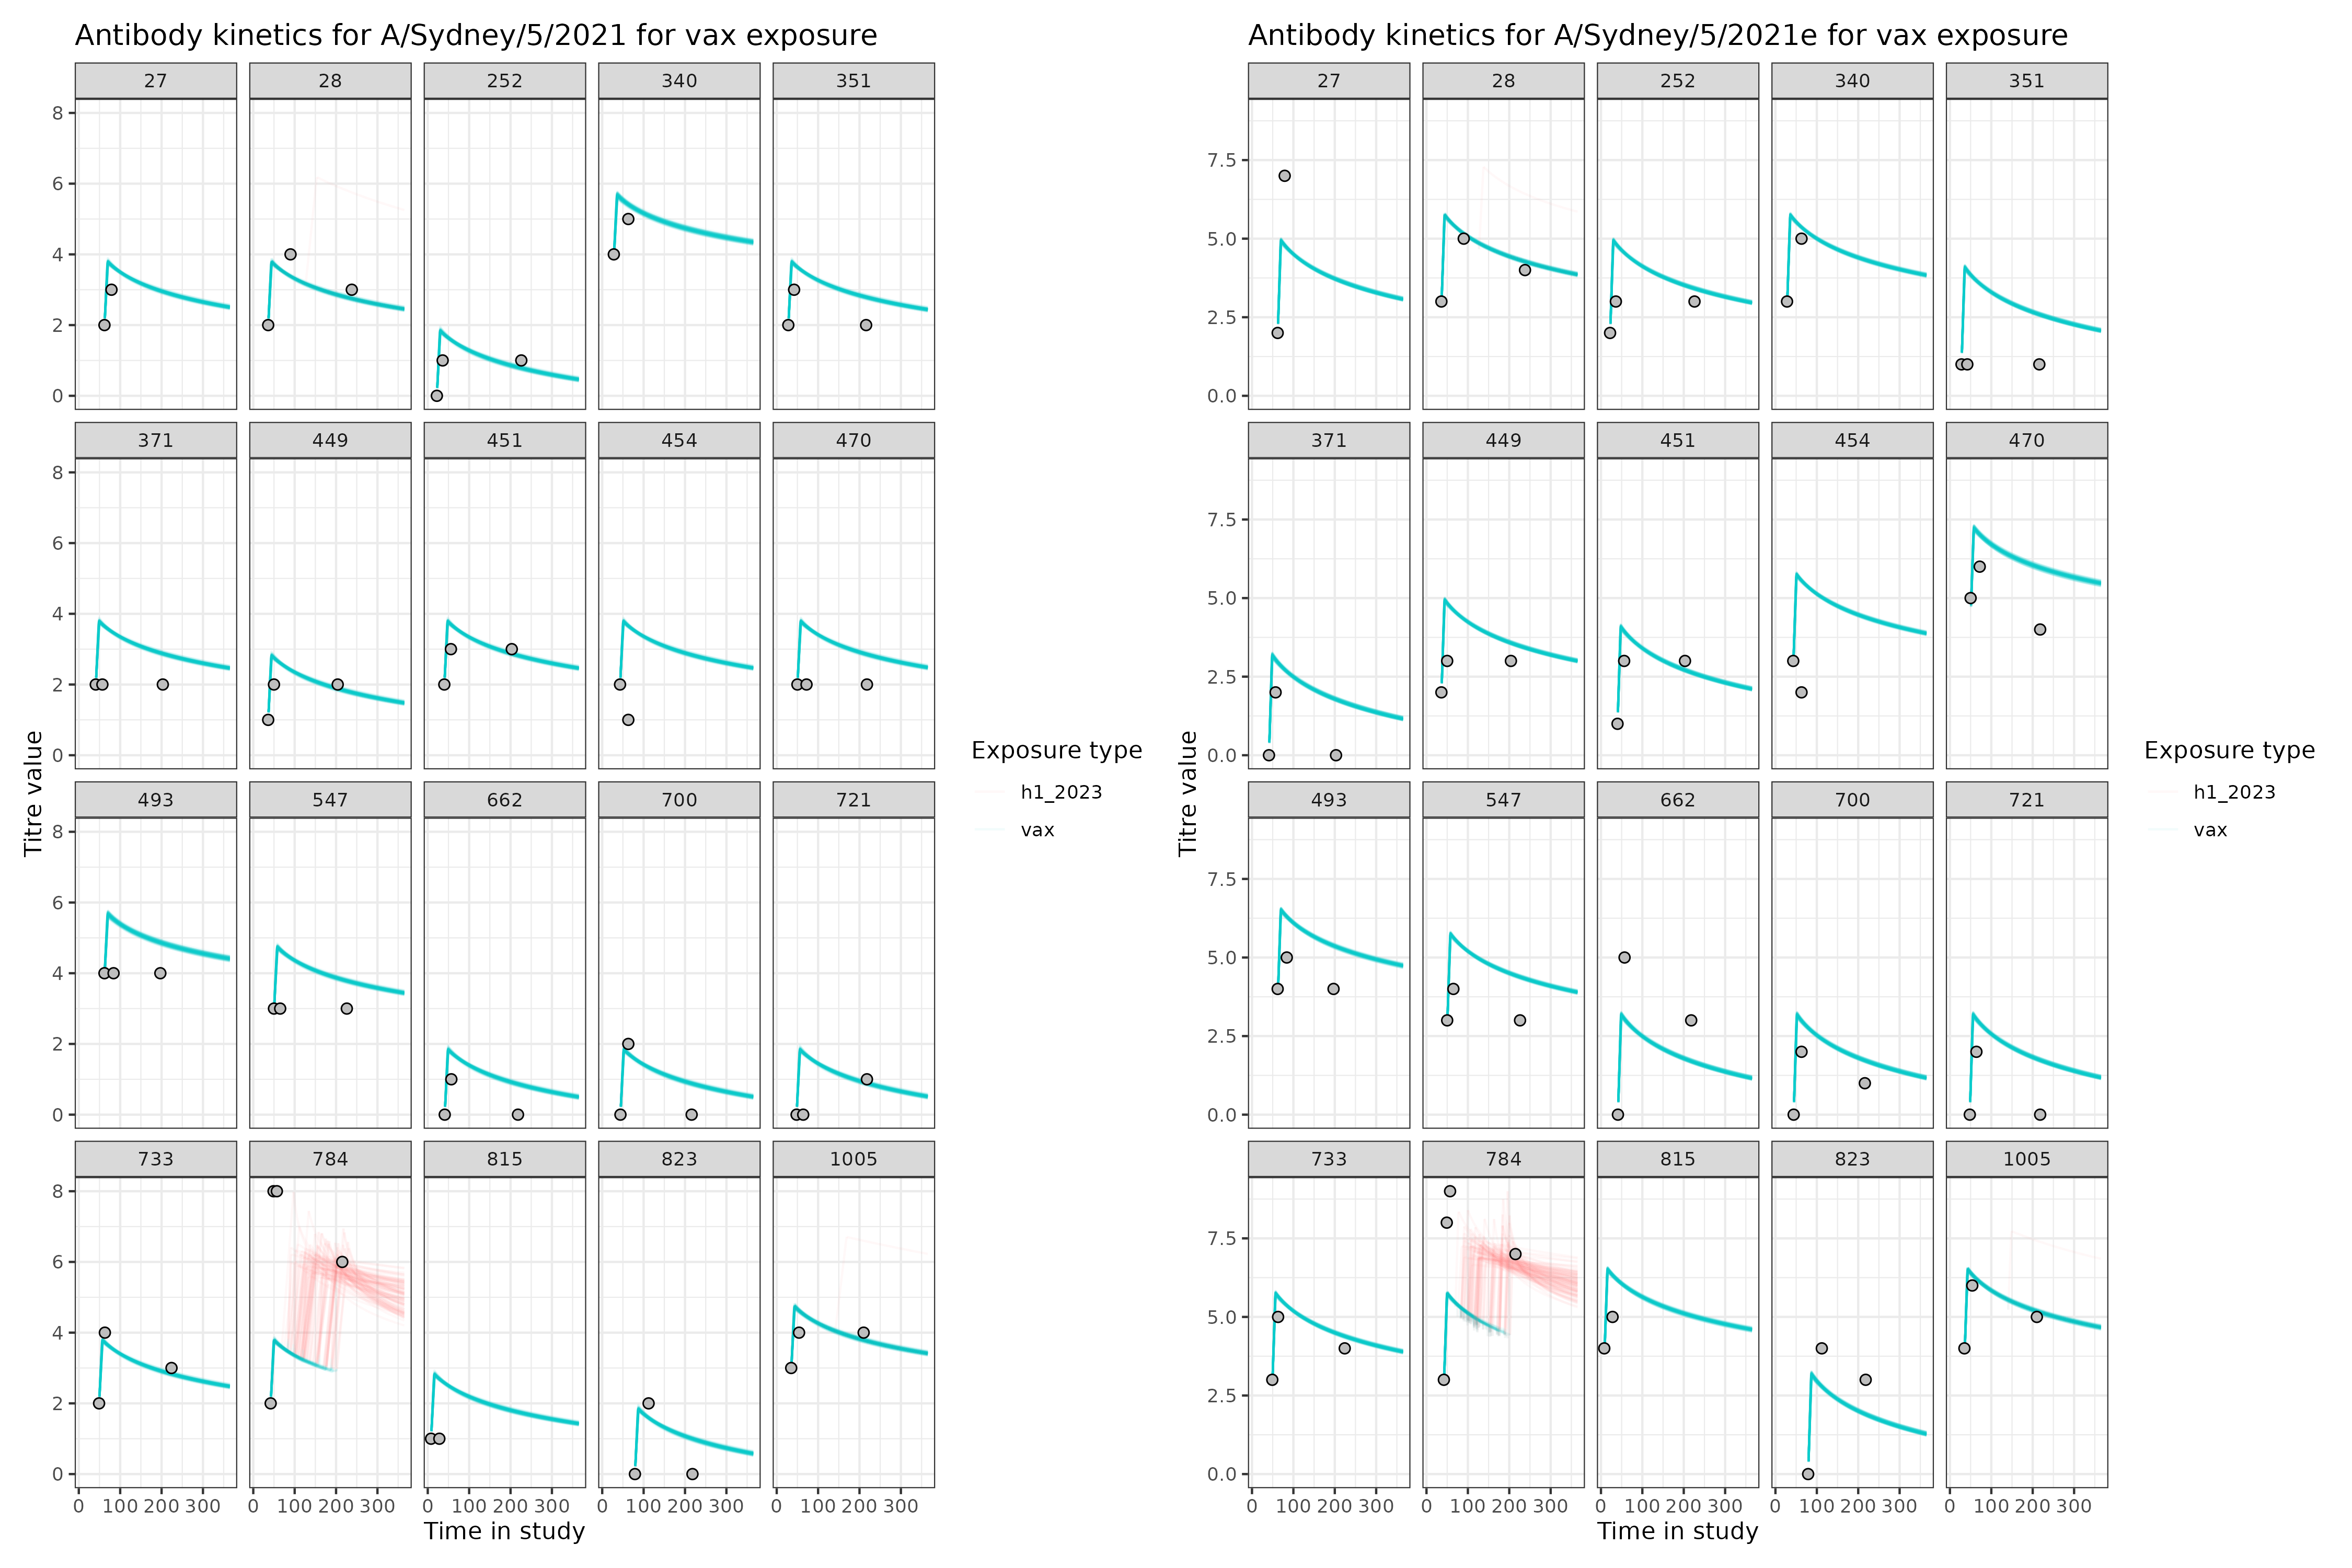 Antibody kinetics for A/Sydney/5/2021 for vax exposure
27 28 252 340 351
8
6
4
2
0
371 449 451 454 470
8
6
4
2
0
493 547 662 700 721
8
6
4
2
0
733 784 815 823 1005
8
6
4
2
0
0 100 200 300 0 100 200 300 0 100 200 300 0 100 200 300 0 100 200 300
Time in study
Titre value
Exposure type
h1_2023
vax
Antibody kinetics for A/Sydney/5/2021e for vax exposure
27 28 252 340 351
7.5
5.0
2.5
0.0
371 449 451 454 470
7.5
5.0
2.5
0.0
493 547 662 700 721
7.5
5.0
2.5
0.0
733 784 815 823 1005
7.5
5.0
2.5
0.0
0 100 200 300 0 100 200 300 0 100 200 300 0 100 200 300 0 100 200 300
Time in study
Titre value
Exposure type
h1_2023
vax